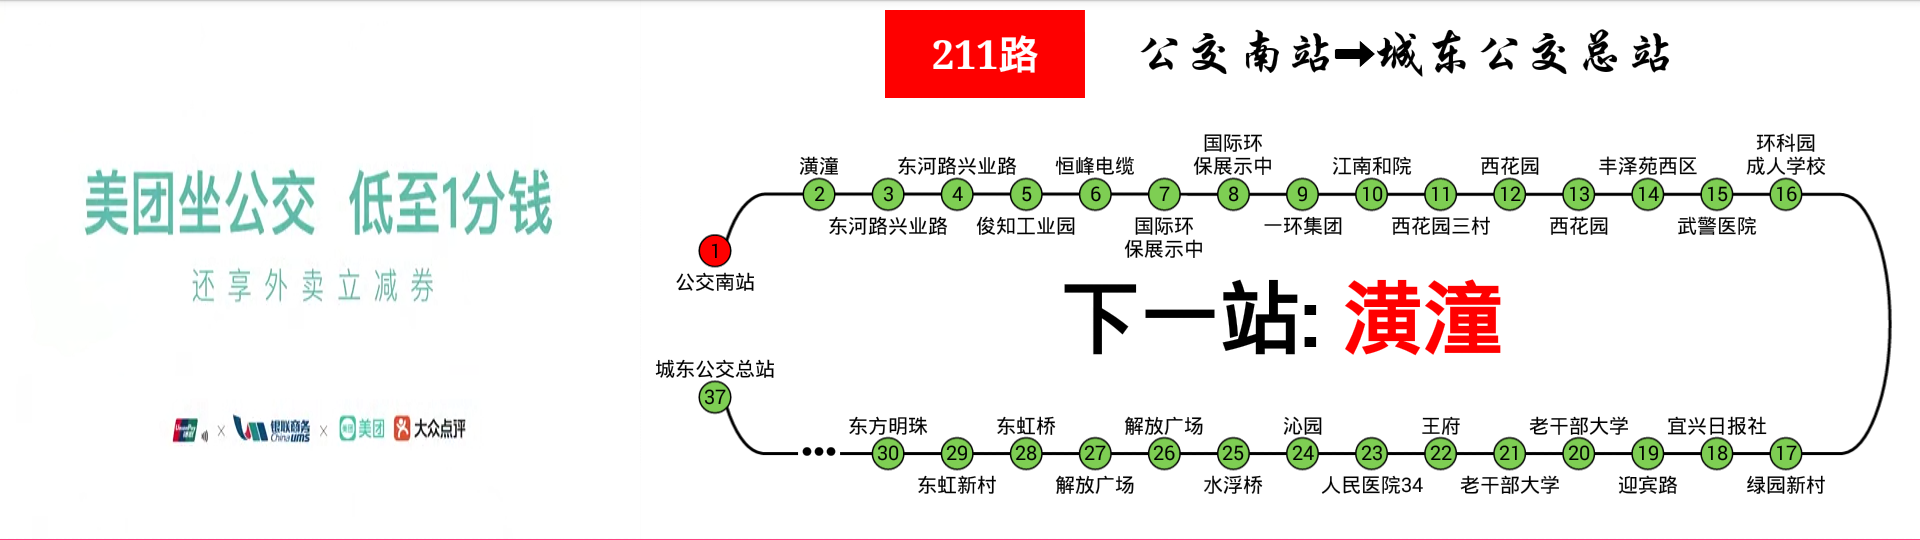 211路
公交南站➡城东公交总站
美团坐公交 低至1分钱
还享外卖立减券
UnionPay
银联
×
银联商务
China ums
×
美团
美团
大众点评
1
公交南站
2
潢潼
3
东河路兴业路
4
东河路兴业路
5
俊知工业园
6
恒峰电缆
7
国际环
保展示中
8
国际环
保展示中
9
一环集团
10
江南和院
11
西花园三村
12
西花园
13
西花园
14
丰泽苑西区
15
武警医院
16
环科园
成人学校
下一站: 潢潼
17
绿园新村
18
宜兴日报社
19
迎宾路
20
老干部大学
21
老干部大学
22
王府
23
人民医院34
24
沁园
25
水浮桥
26
解放广场
27
解放广场
28
东虹桥
29
东虹新村
30
东方明珠
•••
37
城东公交总站